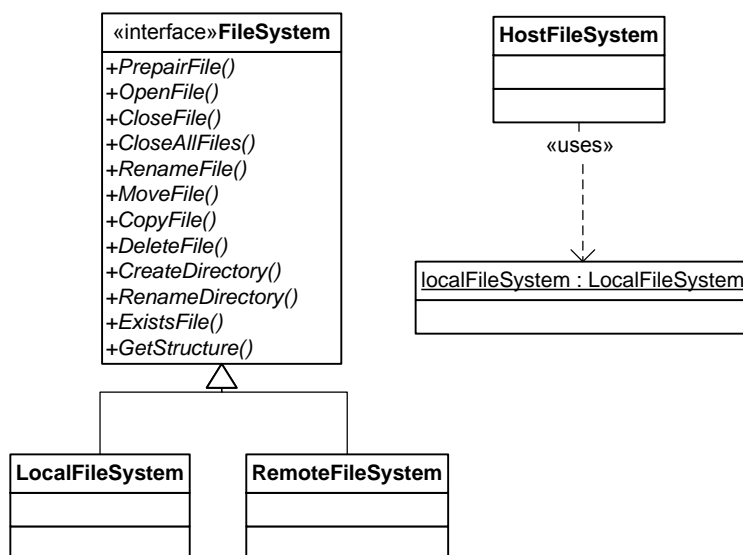 «interface»FileSystem
+PrepairFile()
+OpenFile()
+CloseFile()
+CloseAllFiles()
+RenameFile()
+MoveFile()
+CopyFile()
+DeleteFile()
+CreateDirectory()
+RenameDirectory()
+ExistsFile()
+GetStructure()
LocalFileSystem
RemoteFileSystem
HostFileSystem
«uses»
localFileSystem : LocalFileSystem